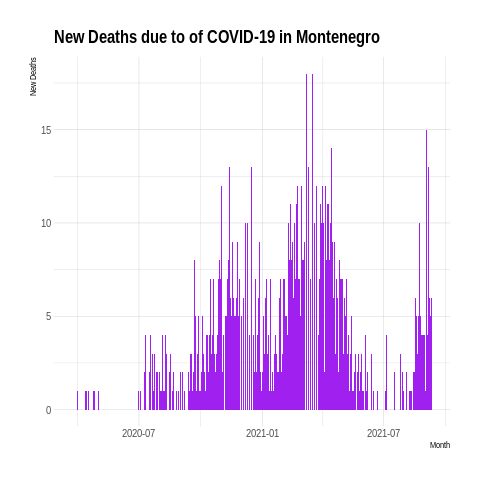 New Deaths due to of COVID-19 in Montenegro
New Deaths
15
10
5
0
2020-07
2021-01
2021-07
Month